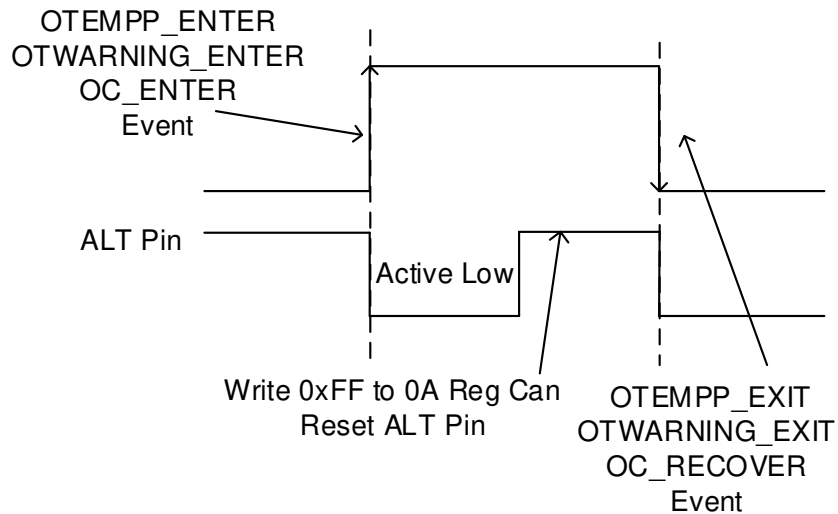 OTEMPP_ENTER
OTWARNING_ENTER
OC_ENTER
Event
ALT Pin
Active Low
Write 0xFF to 0A Reg Can
Reset ALT Pin
OTEMPP_EXIT
OTWARNING_EXIT
OC_RECOVER
Event